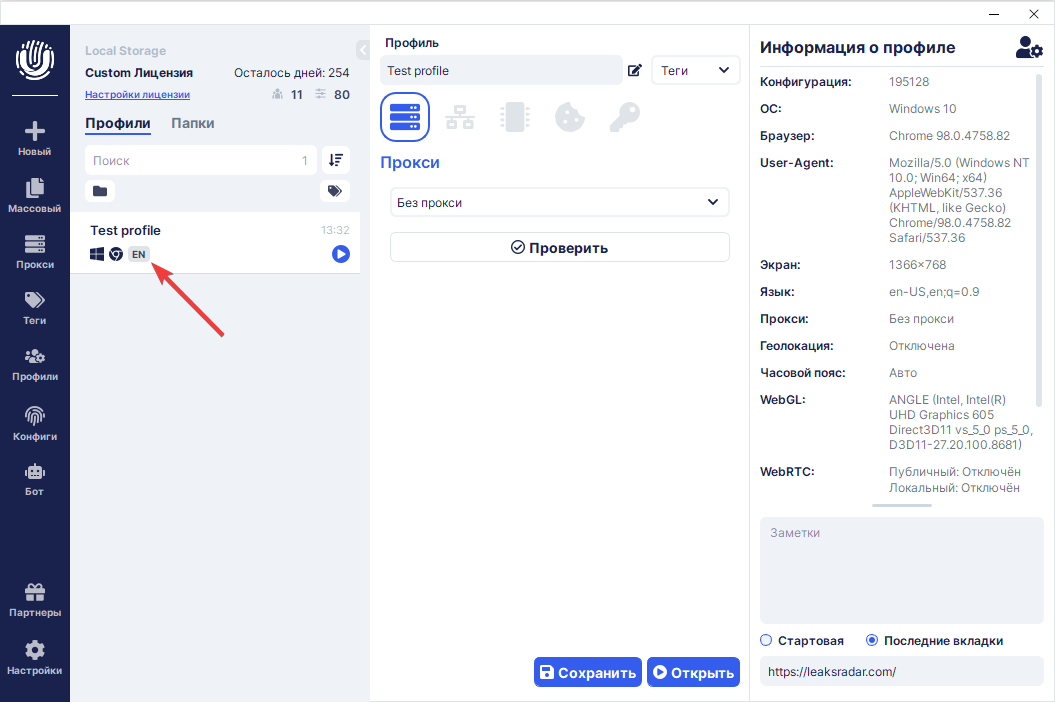 Local Storage
Custom Лицензия
Осталось дней: 254
Настройки лицензии
11
80
Профили
Папки
Поиск
1
Test profile
13:32
EN
Новый
Массовый
Прокси
Теги
Профили
Конфиги
Бот
Партнеры
Настройки
Профиль
Test profile
Теги
Прокси
Без прокси
Проверить
Сохранить
Открыть
Информация о профиле
Конфигурация:
195128
ОС:
Windows 10
Браузер:
Chrome 98.0.4758.82
User-Agent:
Mozilla/5.0 (Windows NT
10.0; Win64; x64)
AppleWebKit/537.36
(KHTML, like Gecko)
Chrome/98.0.4758.82
Safari/537.36
Экран:
1366×768
Язык:
en-US,en;q=0.9
Прокси:
Без прокси
Геолокация:
Отключена
Часовой пояс:
Авто
WebGL:
ANGLE (Intel, Intel(R)
UHD Graphics 605
Direct3D11 vs_5_0 ps_5_0,
D3D11-27.20.100.8681)
WebRTC:
Публичный: Отключён
Локальный: Отключён
Заметки
Стартовая
Последние вкладки
https://leaksradar.com/